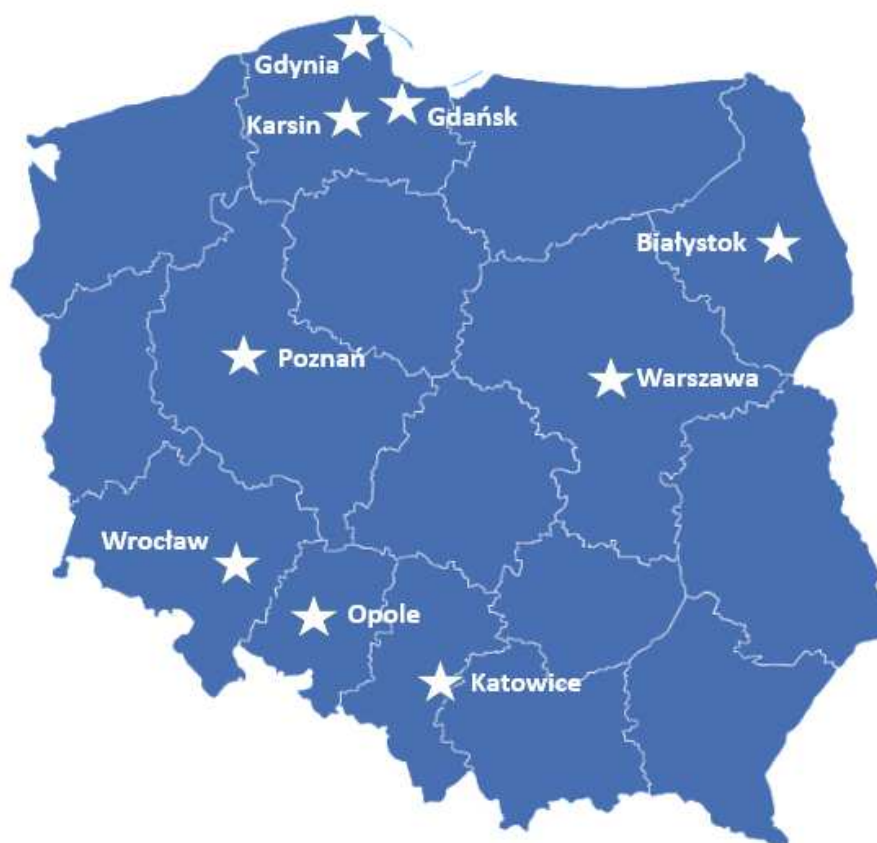 Gdynia
Gdańsk
Karsin
Białystok
Poznań
Warszawa
Wrocław
Opole
Katowice